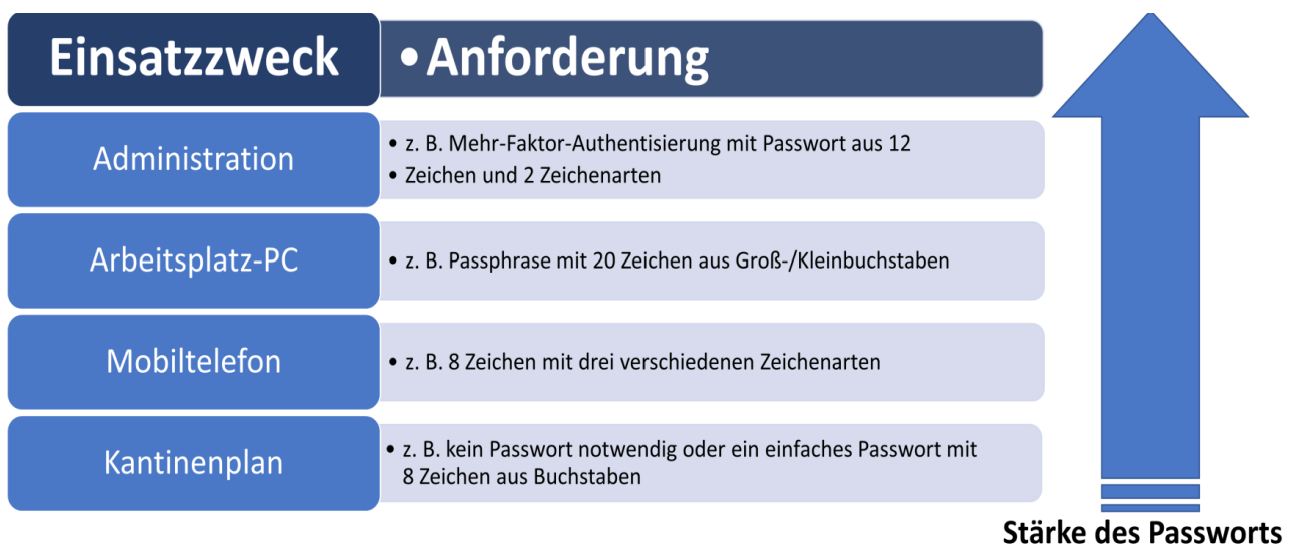 Einsatzzweck
• Anforderung
Administration
• z. B. Mehr-Faktor-Authentisierung mit Passwort aus 12
• Zeichen und 2 Zeichenarten
Arbeitsplatz-PC
• z. B. Passphrase mit 20 Zeichen aus Groß-/Kleinbuchstaben
Mobiltelefon
• z. B. 8 Zeichen mit drei verschiedenen Zeichenarten
Kantinenplan
• z. B. kein Passwort notwendig oder ein einfaches Passwort mit
8 Zeichen aus Buchstaben
Stärke des Passworts